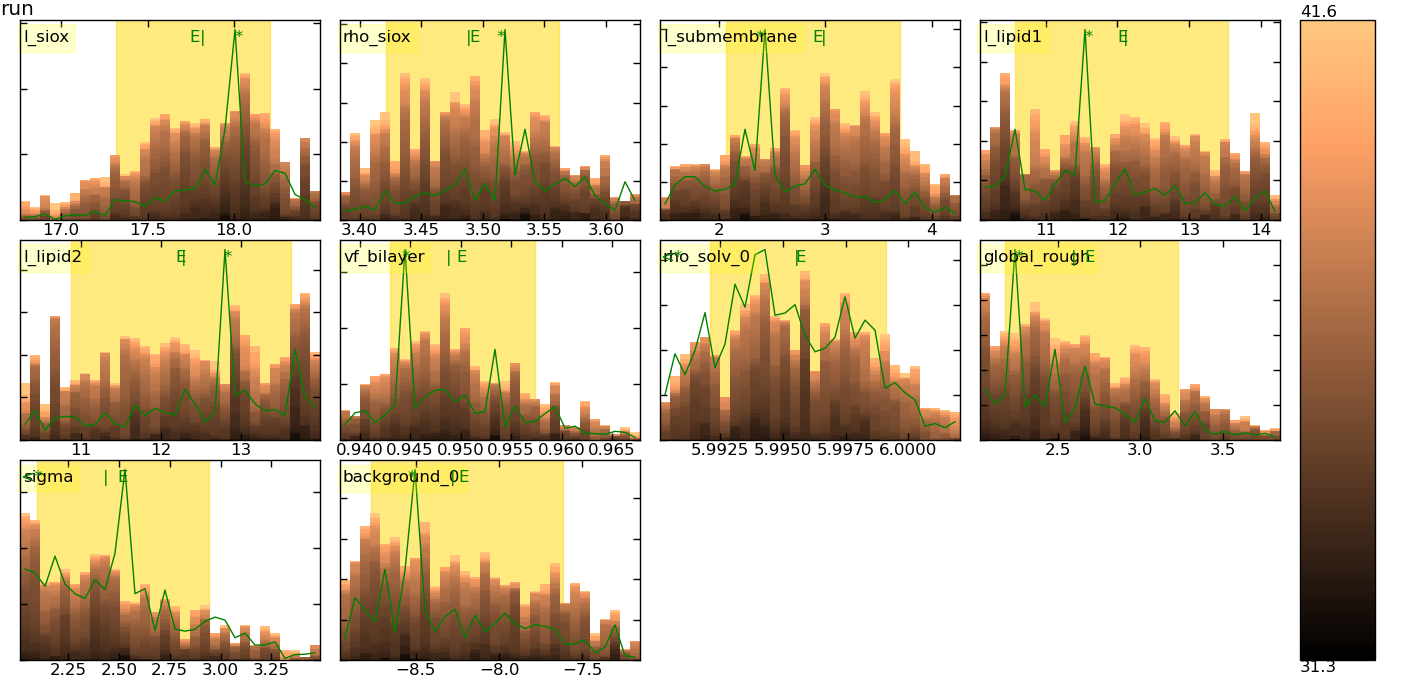 run
41.6
l_siox E| *
rho_siox |E *
l_submembrane * E|
l_lipid1 * E
17.0 17.5 18.0
3.40 3.45 3.50 3.55 3.60
2 3 4
11 12 13 14
l_lipid2 E| *
vf_bilayer * | E
rho_solv_0 |E
global_rough * | E
11 12 13
0.940 0.945 0.950 0.955 0.960 0.965
5.9925 5.9950 5.9975 6.0000
2.5 3.0 3.5
sigma | E
background_0 * |E
2.25 2.50 2.75 3.00 3.25
−8.5 −8.0 −7.5
31.3